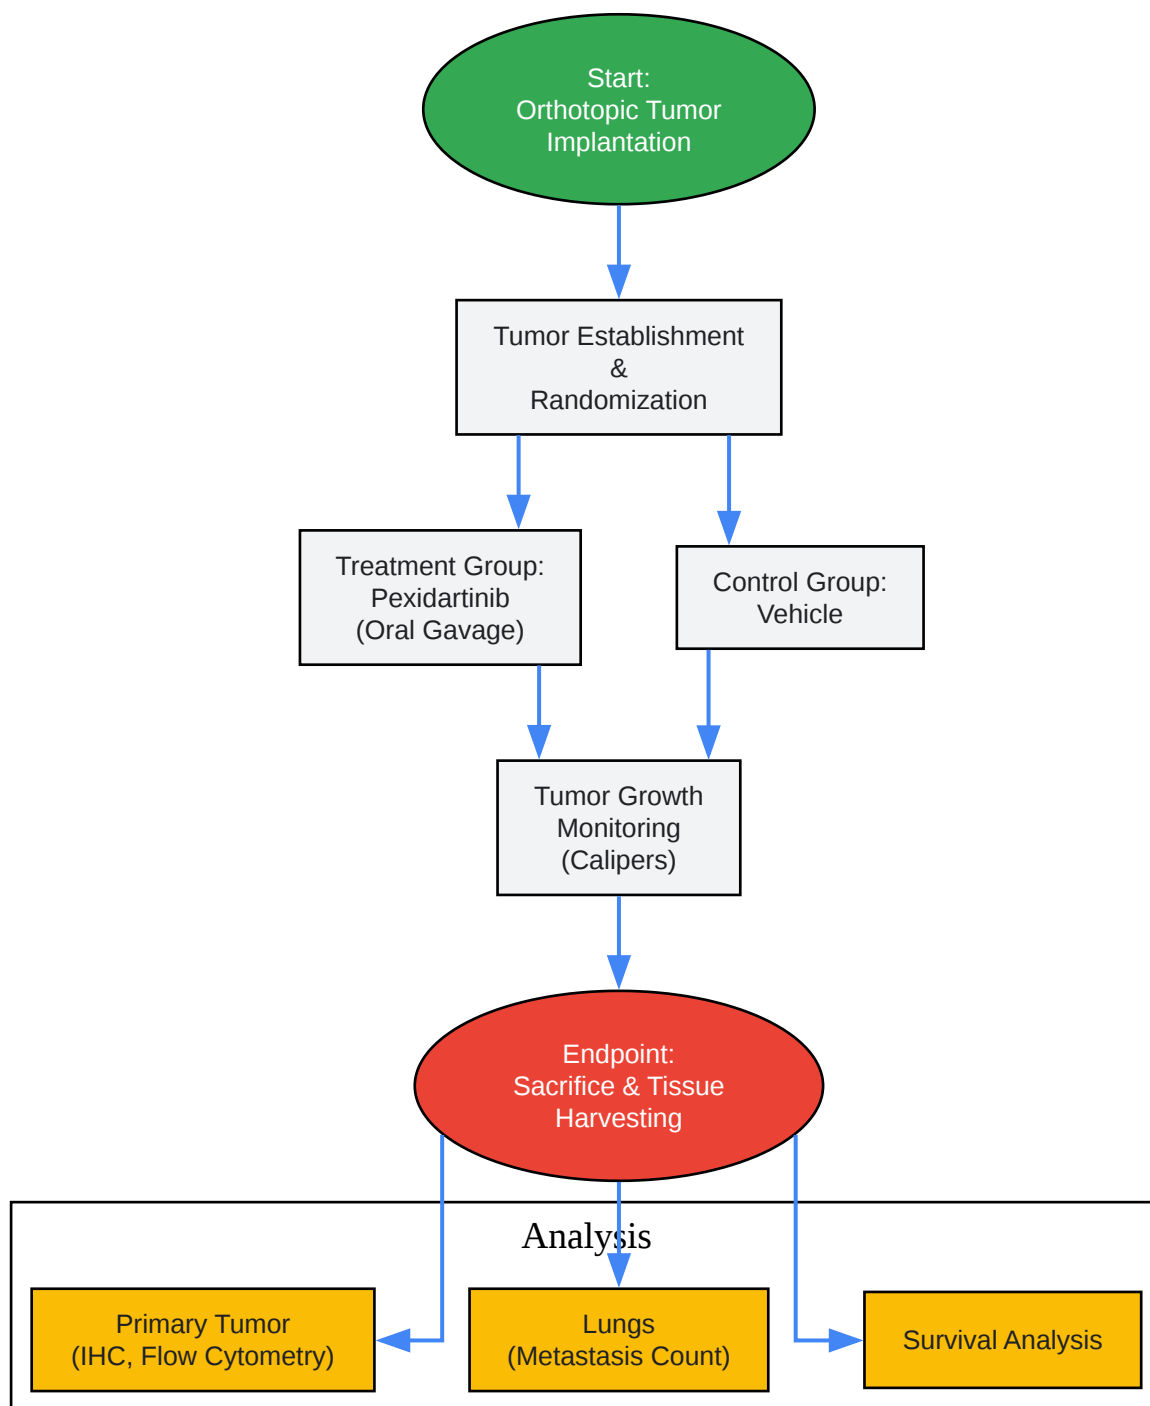 Start:
Orthotopic Tumor
Implantation
Tumor Establishment
&
Randomization
Treatment Group:
Pexidartinib
(Oral Gavage)
Control Group:
Vehicle
Tumor Growth
Monitoring
(Calipers)
Endpoint:
Sacrifice & Tissue
Harvesting
Analysis
Primary Tumor
(IHC, Flow Cytometry)
Lungs
(Metastasis Count)
Survival Analysis